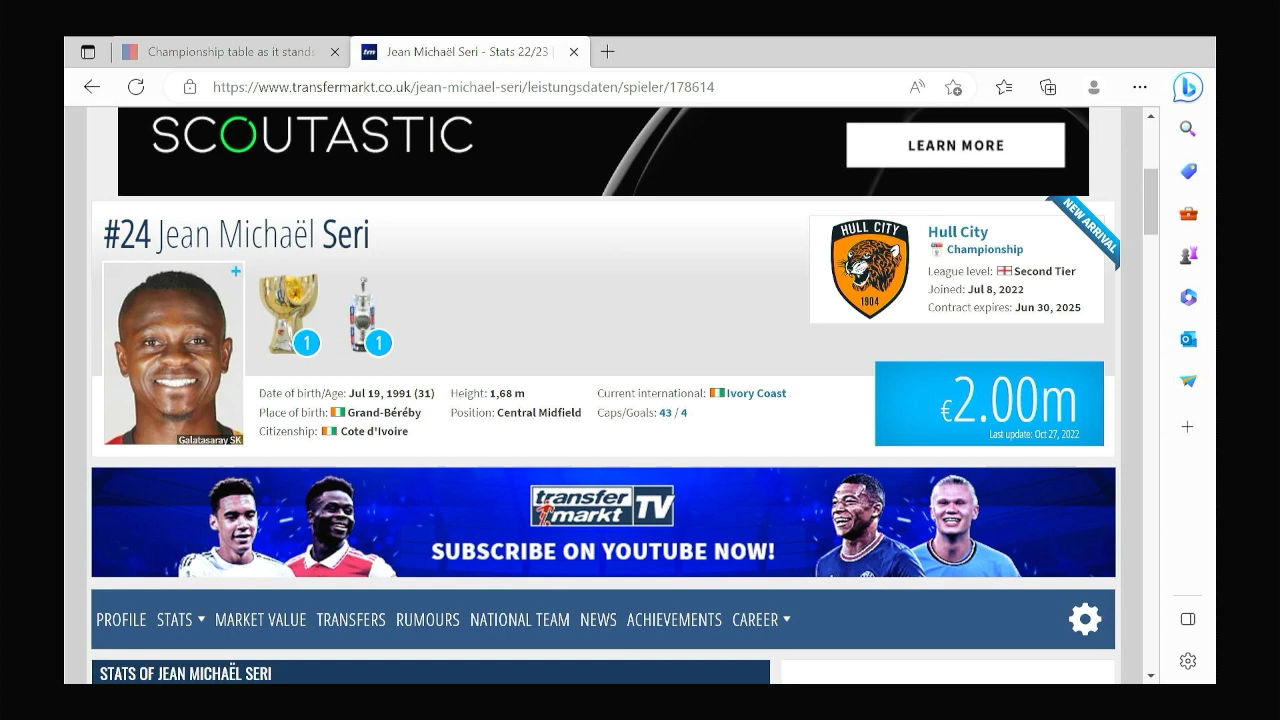 Championship table as it stands
tm Jean Michaël Seri - Stats 22/23
https://www.transfermarkt.co.uk/jean-michel-seri/leistungsdaten/spieler/178614
SCOUTASTIC
LEARN MORE
#24 Jean Michaël Seri
NEW ARRIVAL
HULL CITY
1904
Hull City
Championship
League level: Second Tier
Joined: Jul 8, 2022
Contract expires: Jun 30, 2025
1
1
Galatasaray SK
Date of birth/Age: Jul 19, 1991 (31)
Place of birth: Grand-Béréby
Citizenship: Cote d'Ivoire
Height: 1,68 m
Position: Central Midfield
Current international: Ivory Coast
Caps/Goals: 43 / 4
€2.00m
Last update: Oct 27, 2022
transfermarkt TV
SUBSCRIBE ON YOUTUBE NOW!
PROFILE STATS MARKET VALUE TRANSFERS RUMOURS NATIONAL TEAM NEWS ACHIEVEMENTS CAREER
STATS OF JEAN MICHAËL SERI